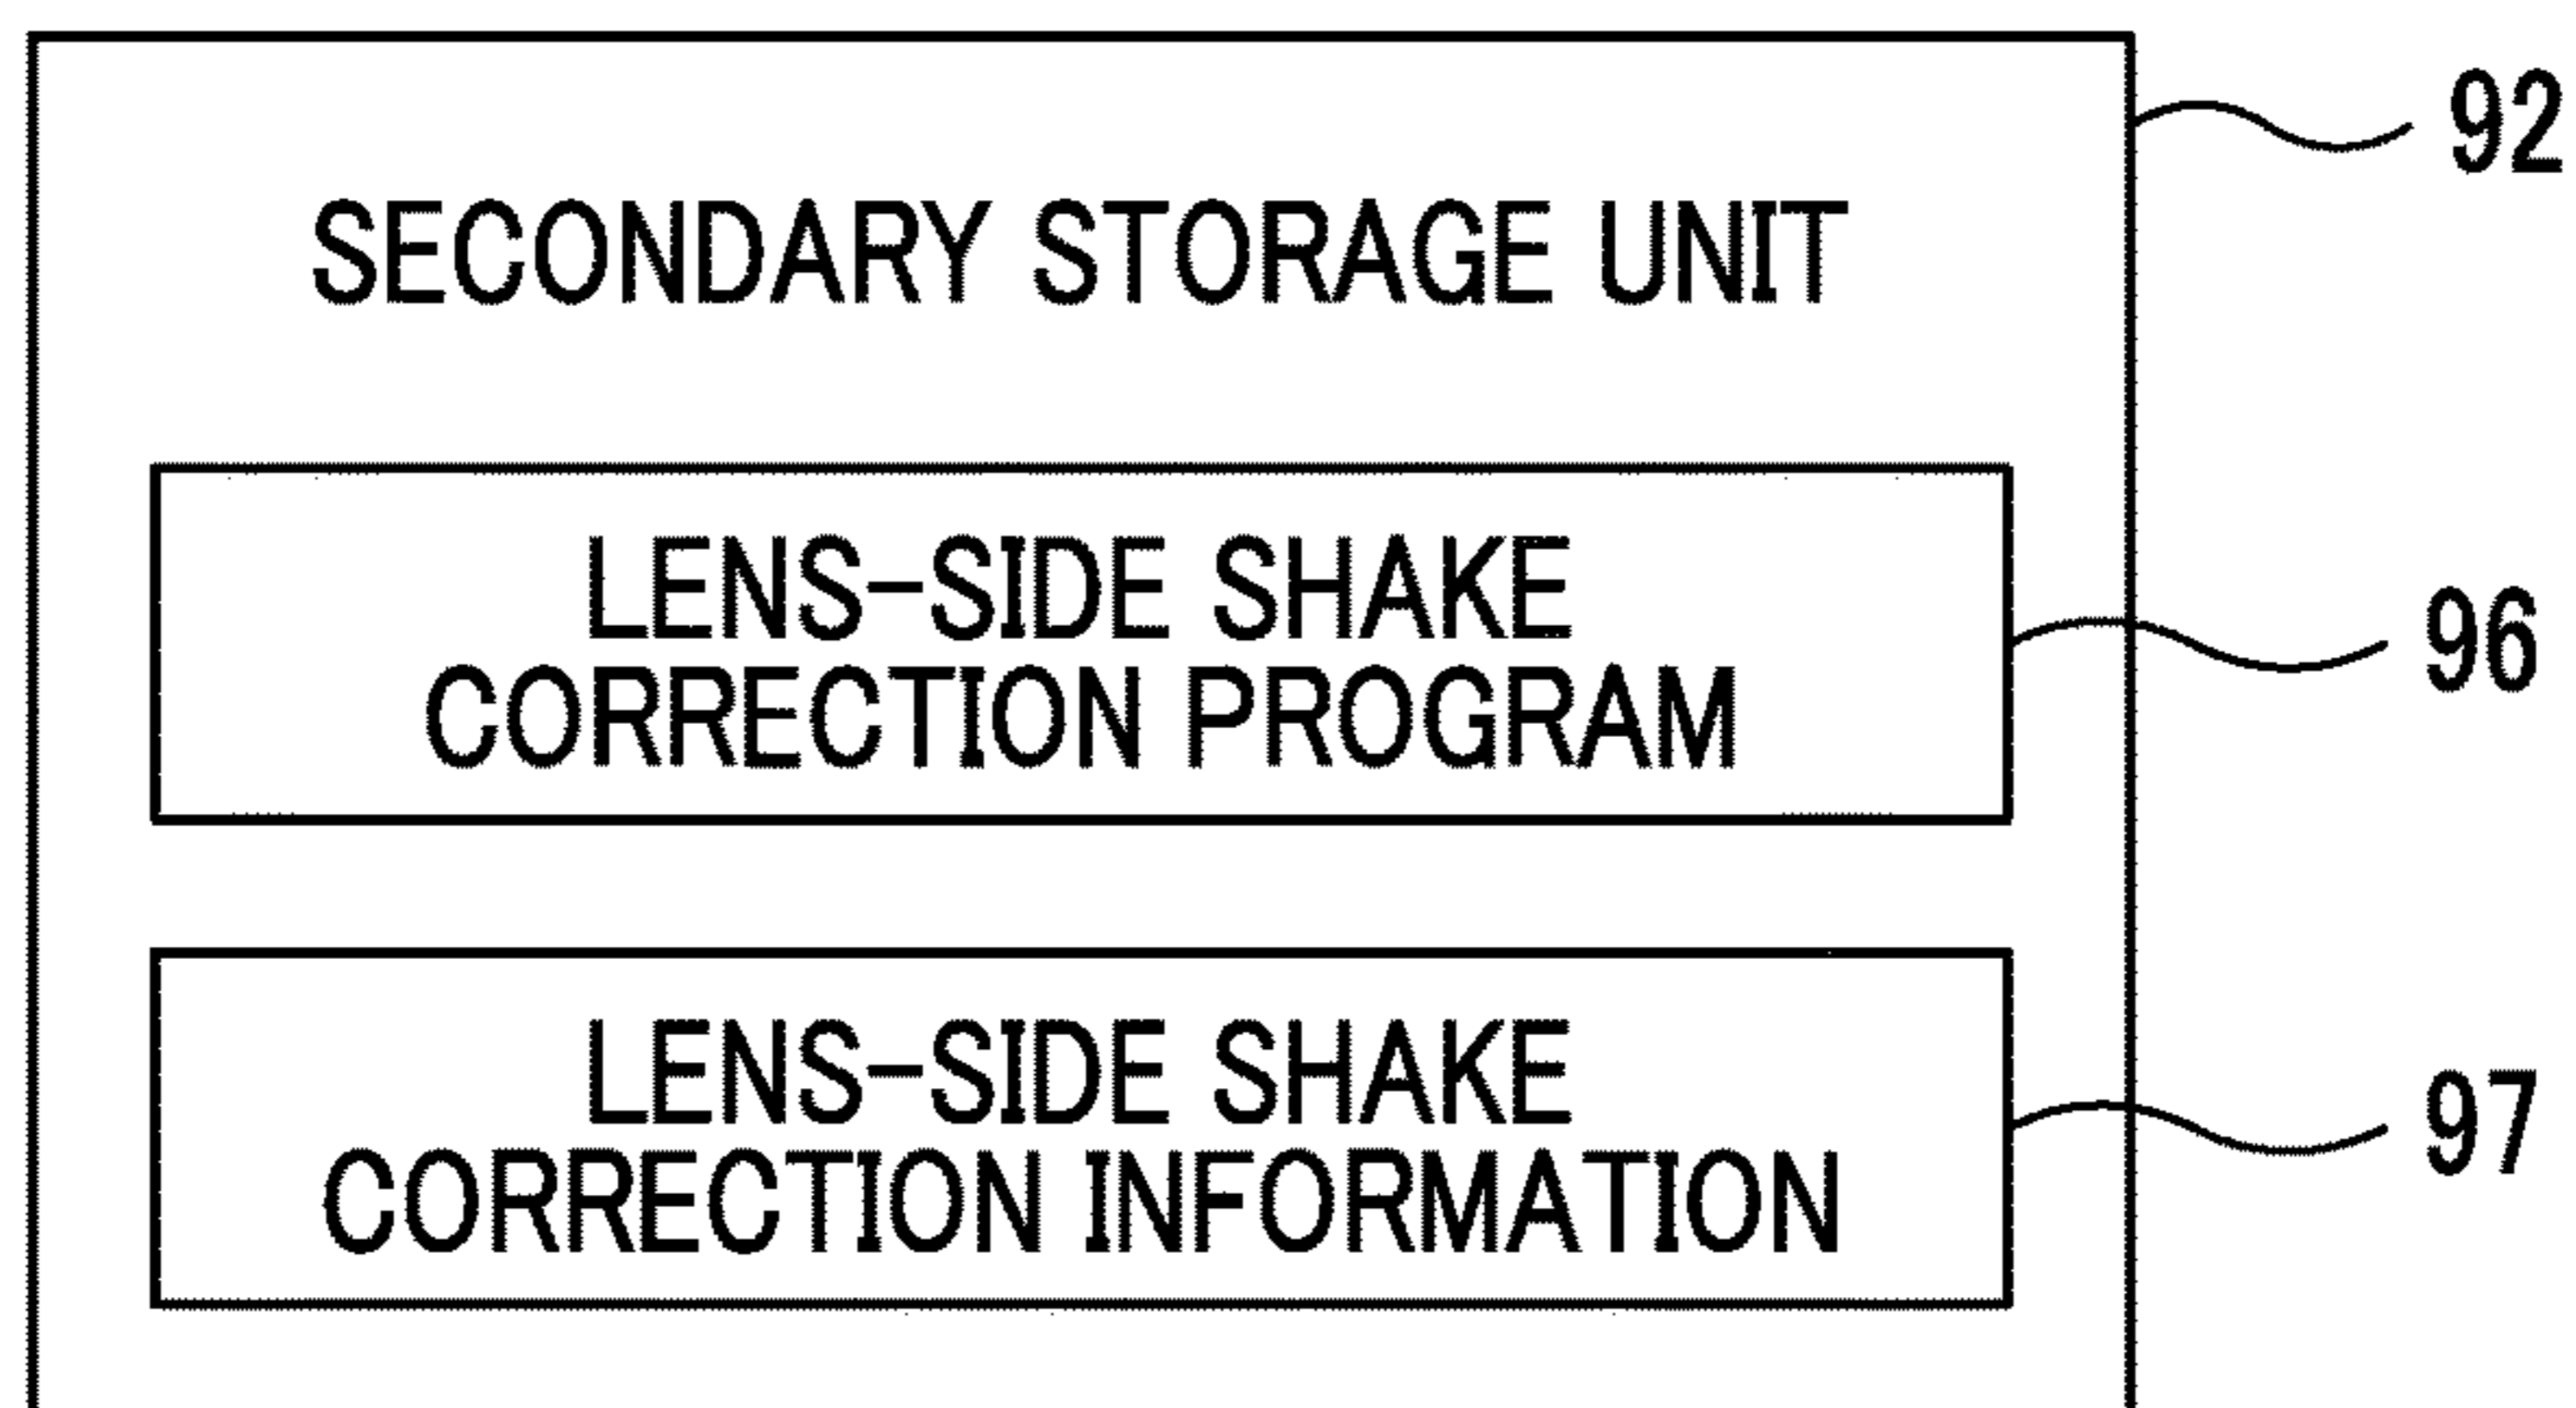 92
SECONDARY STORAGE UNIT
LENS-SIDE SHAKE
CORRECTION PROGRAM
96
LENS-SIDE SHAKE
CORRECTION INFORMATION
97